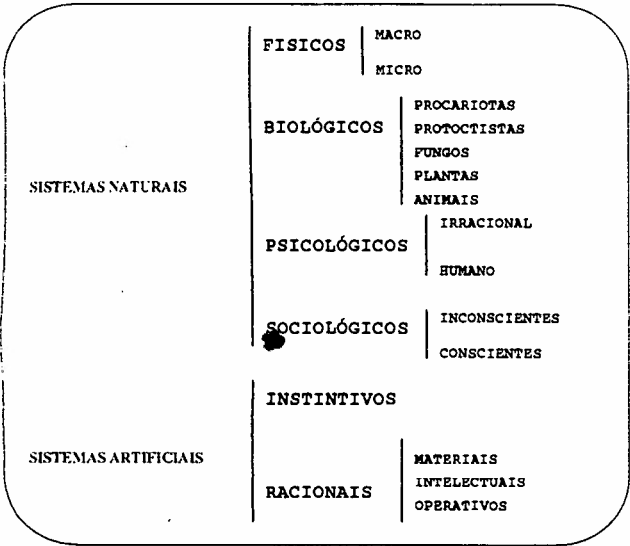 FISICOS
MACRO
MICRO
BIOLÓGICOS
PROCARIOTAS
PROTOCTISTAS
FUNGOS
PLANTAS
ANIMAIS
SISTEMAS NATURAIS
PSICOLÓGICOS
IRRACIONAL
HUMANO
SOCIOLÓGICOS
INCONSCIENTES
CONSCIENTES
INSTINTIVOS
SISTEMAS ARTIFICIAIS
RACIONAIS
MATERIAIS
INTELECTUAIS
OPERATIVOS